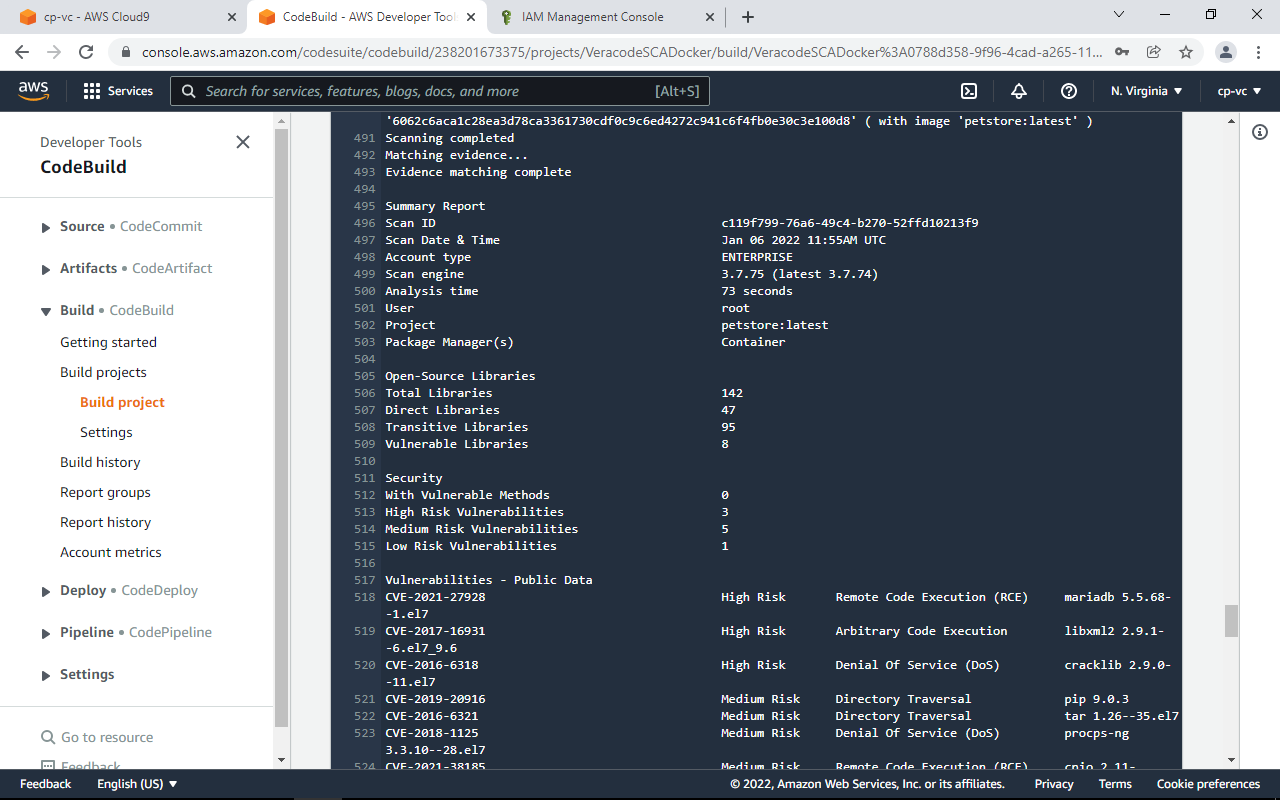 cp-vc - AWS Cloud9
CodeBuild - AWS Developer Tool
IAM Management Console
console.aws.amazon.com/codesuite/codebuild/238201673375/projects/VeracodeSCADocker/build/VeracodeSCADocker%3A0788d358-9f96-4cad-a265-11...
aws
Services
Search for services, features, blogs, docs, and more
[Alt+S]
N. Virginia
cp-vc
Developer Tools
CodeBuild
Source • CodeCommit
Artifacts • CodeArtifact
Build • CodeBuild
Getting started
Build projects
Build project
Settings
Build history
Report groups
Report history
Account metrics
Deploy • CodeDeploy
Pipeline • CodePipeline
Settings
Go to resource
Feedback
'6062c6aca1c28ea3d78ca3361730cdf0c9c6ed4272c941c6f4fb0e30c3e100d8' ( with image 'petstore:latest' )
491 Scanning completed
492 Matching evidence...
493 Evidence matching complete
494
495 Summary Report
496 Scan ID c119f799-76a6-49c4-b270-52ffd10213f9
497 Scan Date & Time Jan 06 2022 11:55AM UTC
498 Account type ENTERPRISE
499 Scan engine 3.7.75 (latest 3.7.74)
500 Analysis time 73 seconds
501 User root
502 Project petstore:latest
503 Package Manager(s) Container
504
505 Open-Source Libraries
506 Total Libraries 142
507 Direct Libraries 47
508 Transitive Libraries 95
509 Vulnerable Libraries 8
510
511 Security
512 With Vulnerable Methods 0
513 High Risk Vulnerabilities 3
514 Medium Risk Vulnerabilities 5
515 Low Risk Vulnerabilities 1
516
517 Vulnerabilities - Public Data
518 CVE-2021-27928 High Risk Remote Code Execution (RCE) mariadb 5.5.68-
-1.el7
519 CVE-2017-16931 High Risk Arbitrary Code Execution libxml2 2.9.1-
-6.el7_9.6
520 CVE-2016-6318 High Risk Denial Of Service (DoS) cracklib 2.9.0-
-11.el7
521 CVE-2019-20916 Medium Risk Directory Traversal pip 9.0.3
522 CVE-2016-6321 Medium Risk Directory Traversal tar 1.26--35.el7
523 CVE-2018-1125 Medium Risk Denial Of Service (DoS) procps-ng
3.3.10--28.el7
524 CVE-2021-38185 Medium Risk Remote Code Execution (RCE) cpio 2.11-
Feedback
English (US)
© 2022, Amazon Web Services, Inc. or its affiliates.
Privacy
Terms
Cookie preferences